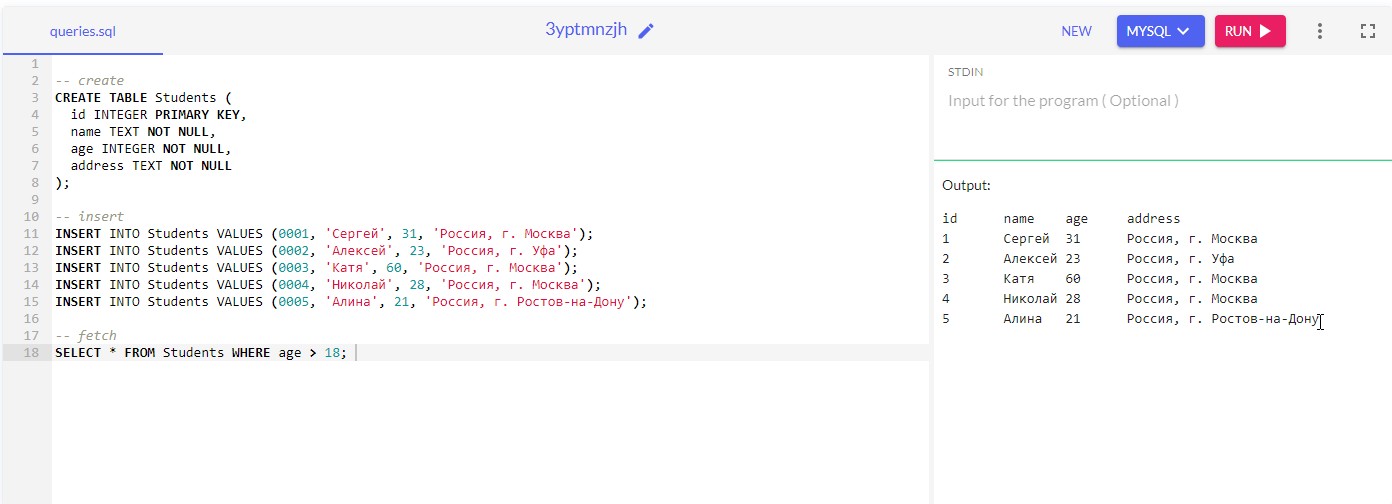 queries.sql
3yptmnzjh
NEW
MYSQL
RUN
1
2 -- create
3 CREATE TABLE Students (
4   id INTEGER PRIMARY KEY,
5   name TEXT NOT NULL,
6   age INTEGER NOT NULL,
7   address TEXT NOT NULL
8 );
9
10 -- insert
11 INSERT INTO Students VALUES (0001, 'Сергей', 31, 'Россия, г. Москва');
12 INSERT INTO Students VALUES (0002, 'Алексей', 23, 'Россия, г. Уфа');
13 INSERT INTO Students VALUES (0003, 'Катя', 60, 'Россия, г. Москва');
14 INSERT INTO Students VALUES (0004, 'Николай', 28, 'Россия, г. Москва');
15 INSERT INTO Students VALUES (0005, 'Алина', 21, 'Россия, г. Ростов-на-Дону');
16
17 -- fetch
18 SELECT * FROM Students WHERE age > 18;
STDIN
Input for the program ( Optional )
Output:
id name age address
1 Сергей 31 Россия, г. Москва
2 Алексей 23 Россия, г. Уфа
3 Катя 60 Россия, г. Москва
4 Николай 28 Россия, г. Москва
5 Алина 21 Россия, г. Ростов-на-Дону